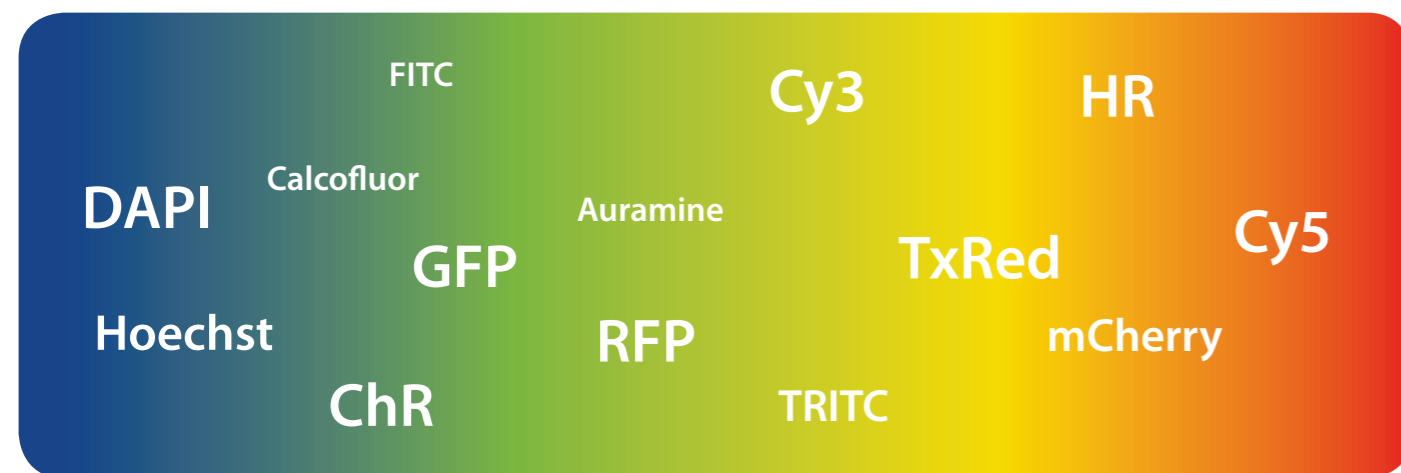 FITC
Cy3
HR
Calcofluor
DAPI
Auramine
Cy5
GFP
TxRed
Hoechst
RFP
mCherry
ChR
TRITC